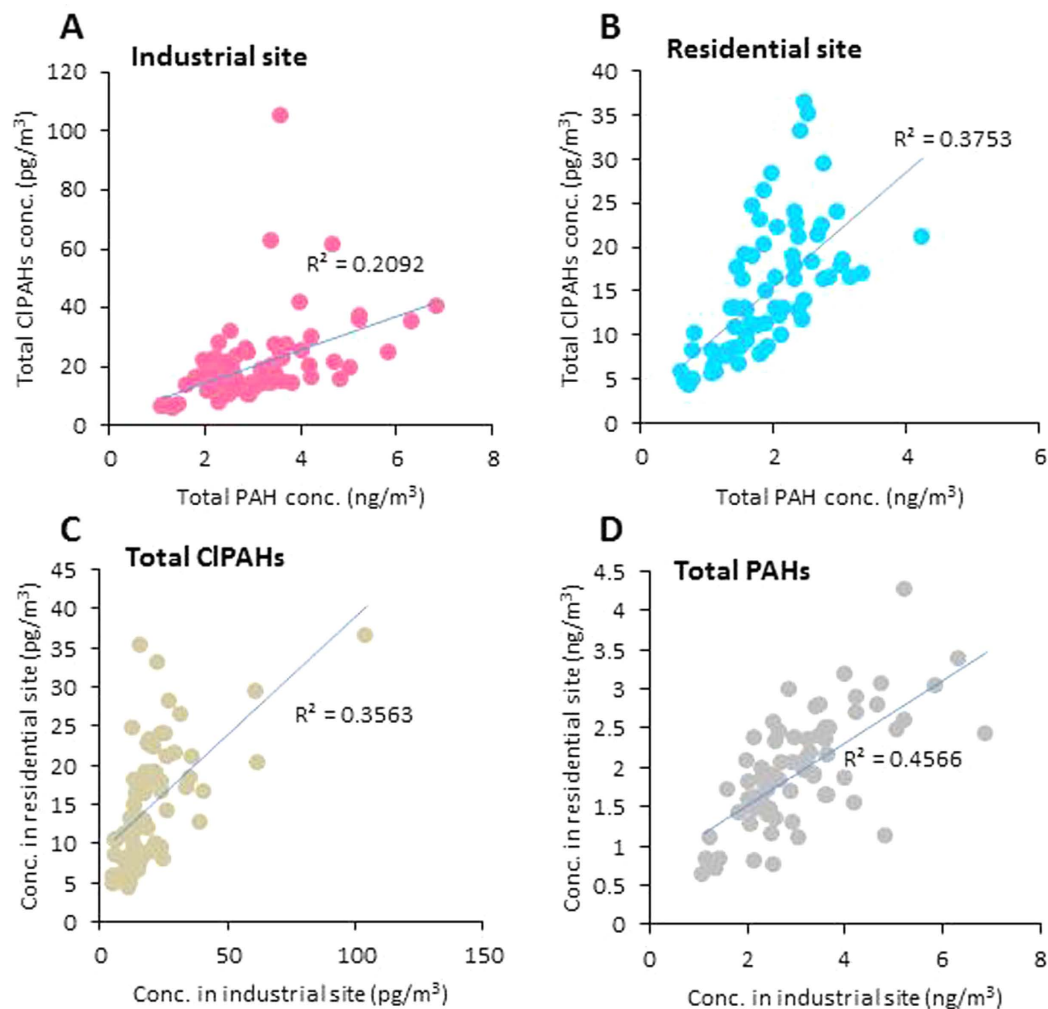 A
Industrial site
120
100
80
60
40
20
0
0 2 4 6 8
Total ClPAHs conc. (pg/m³)
Total PAH conc. (ng/m³)
R² = 0.2092
B
Residential site
40
35
30
25
20
15
10
5
0
0 2 4 6
Total ClPAHs conc. (pg/m³)
Total PAH conc. (ng/m³)
R² = 0.3753
C
Total ClPAHs
45
40
35
30
25
20
15
10
5
0
0 50 100 150
Conc. in residential site (pg/m³)
Conc. in industrial site (pg/m³)
R² = 0.3563
D
Total PAHs
4.5
4
3.5
3
2.5
2
1.5
1
0.5
0
0 2 4 6 8
Conc. in residential site (ng/m³)
Conc. in industrial site (ng/m³)
R² = 0.4566